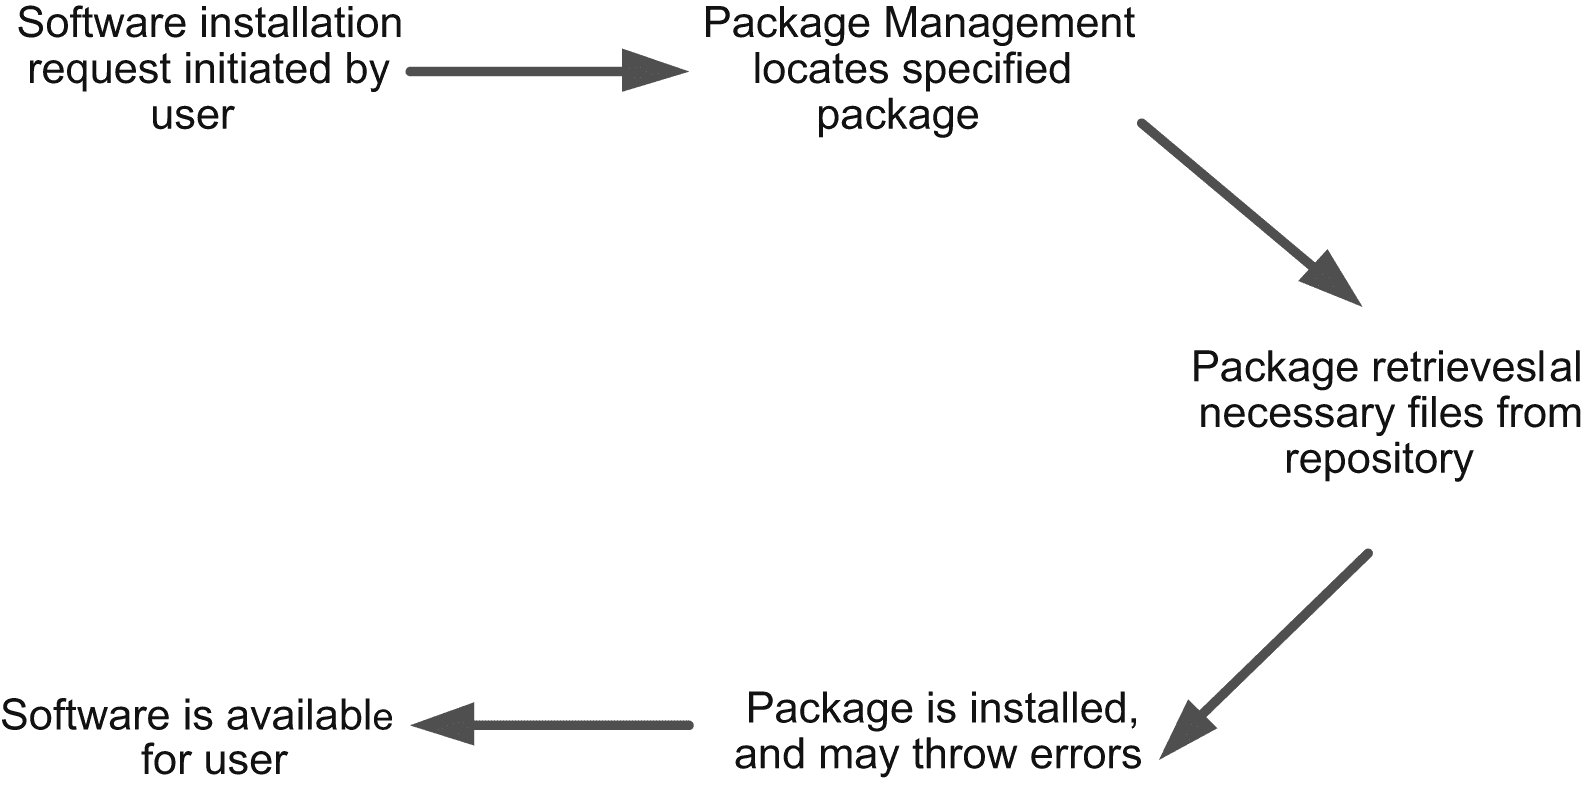 Software installation
request initiated by
user
Package Management
locates specified
package
Package retrieveslal
necessary files from
repository
Package is installed,
and may throw errors
Software is available
for user